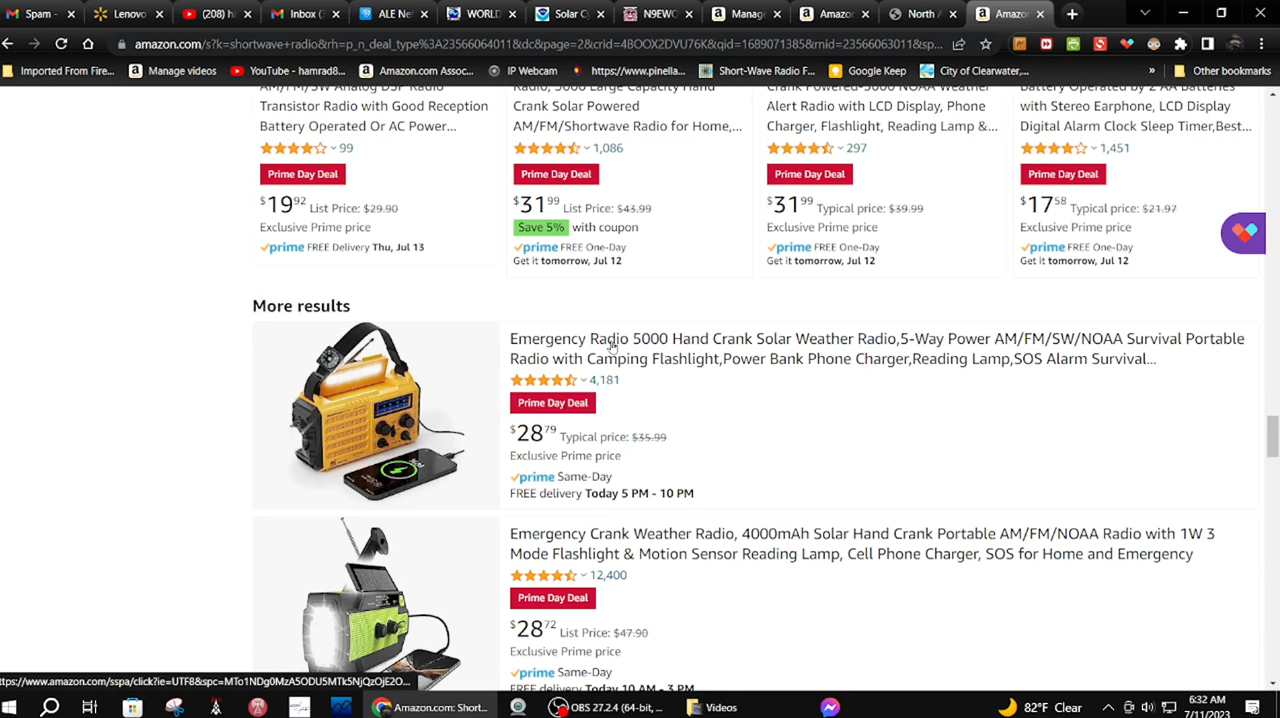 Spam -
Lenovo
(208) h
Inbox (
ALE Ne
WORLD
Solar Cy
N9EWO
Manage
Amazon
North A
Amazon
amazon.com/s?k=shortwave+radio&rh=p_n_deal_type%3A23566064011&dc&page=2&crid=4BOOX2DVU76K&qid=1689071385&rnid=23566063011&sp...
Imported From Fire...
Manage videos
YouTube - hamrad8...
Amazon.com Assoc...
IP Webcam
https://www.pinella...
Short-Wave Radio F...
Google Keep
City of Clearwater,...
»
Other bookmarks
AM/FM/SW Analog DSP Radio
Transistor Radio with Good Reception
Battery Operated Or AC Power...
99
Prime Day Deal
$19.92 List Price: $29.90
Exclusive Prime price
prime FREE Delivery Thu, Jul 13
Radio, 5000 Large Capacity Hand
Crank Solar Powered
AM/FM/Shortwave Radio for Home,...
1,086
Prime Day Deal
$31.99 List Price: $43.99
Save 5% with coupon
prime FREE One-Day
Get it tomorrow, Jul 12
Crank Powered-5000 NOAA Weather
Alert Radio with LCD Display, Phone
Charger, Flashlight, Reading Lamp &...
297
Prime Day Deal
$31.99 Typical price: $39.99
Exclusive Prime price
prime FREE One-Day
Get it tomorrow, Jul 12
Battery Operated by 2 AA Batteries
with Stereo Earphone, LCD Display
Digital Alarm Clock Sleep Timer,Best...
1,451
Prime Day Deal
$17.58 Typical price: $21.97
Exclusive Prime price
prime FREE One-Day
Get it tomorrow, Jul 12
More results
Emergency Radio 5000 Hand Crank Solar Weather Radio,5-Way Power AM/FM/SW/NOAA Survival Portable
Radio with Camping Flashlight,Power Bank Phone Charger,Reading Lamp,SOS Alarm Survival...
4,181
Prime Day Deal
$28.79 Typical price: $35.99
Exclusive Prime price
prime Same-Day
FREE delivery Today 5 PM - 10 PM
Emergency Crank Weather Radio, 4000mAh Solar Hand Crank Portable AM/FM/NOAA Radio with 1W 3
Mode Flashlight & Motion Sensor Reading Lamp, Cell Phone Charger, SOS for Home and Emergency
12,400
Prime Day Deal
$28.72 List Price: $47.90
Exclusive Prime price
prime Same-Day
FREE delivery Today 10 AM - 3 PM
Amazon.com: Short...
OBS 27.2.4 (64-bit, ...
Videos
82°F Clear
6:32 AM
7/11/2023